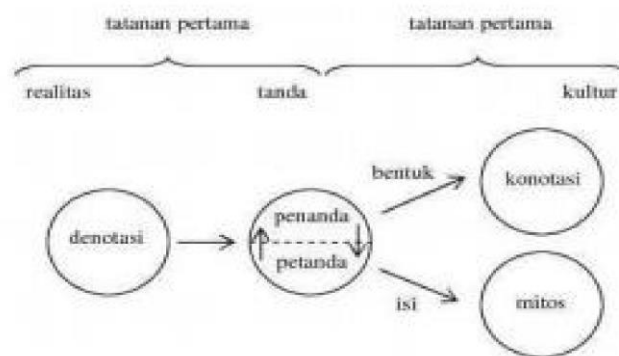 tatanan pertama tatanan pertama
realitas tanda kultur
bentuk konotasi
penanda
denotasi
petanda
isi mitos